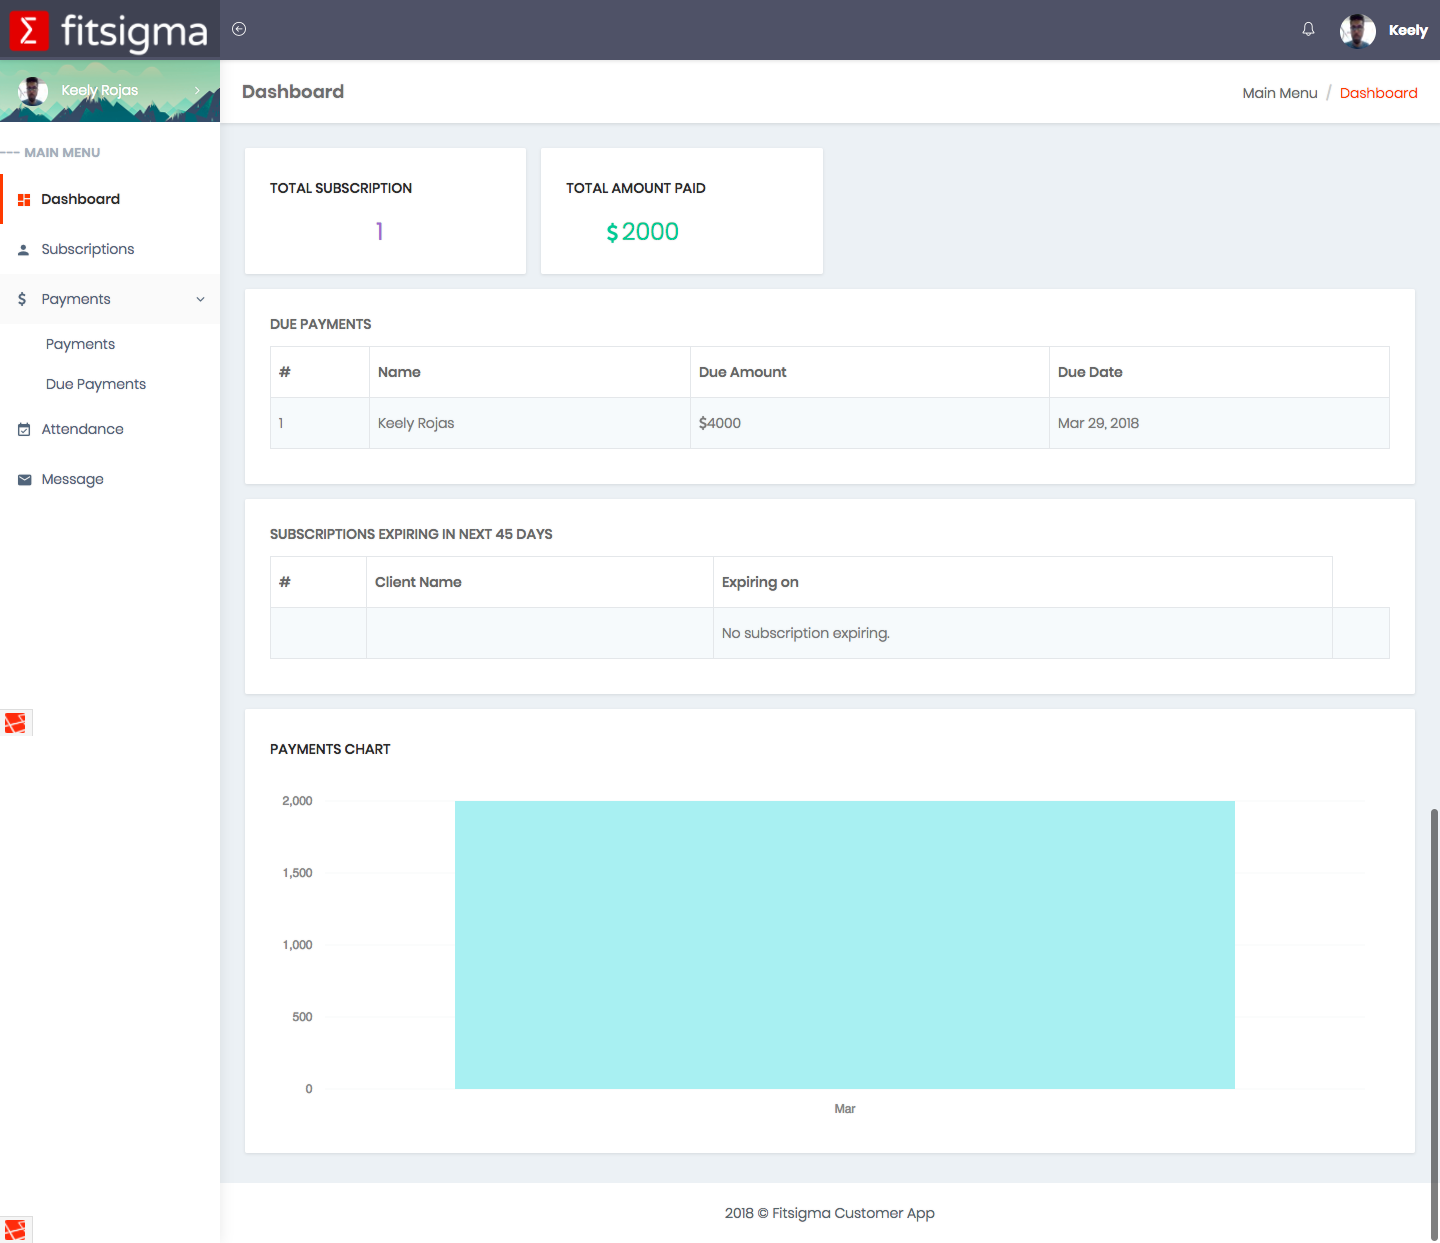 Σ fitsigma
Keely
Keely Rojas
Dashboard
Main Menu / Dashboard
--- MAIN MENU
Dashboard
Subscriptions
$ Payments
Payments
Due Payments
Attendance
Message
TOTAL SUBSCRIPTION
1
TOTAL AMOUNT PAID
$2000
DUE PAYMENTS
# Name Due Amount Due Date
1 Keely Rojas $4000 Mar 29, 2018
SUBSCRIPTIONS EXPIRING IN NEXT 45 DAYS
# Client Name Expiring on
No subscription expiring.
PAYMENTS CHART
2,000
1,500
1,000
500
0
Mar
2018 © Fitsigma Customer App